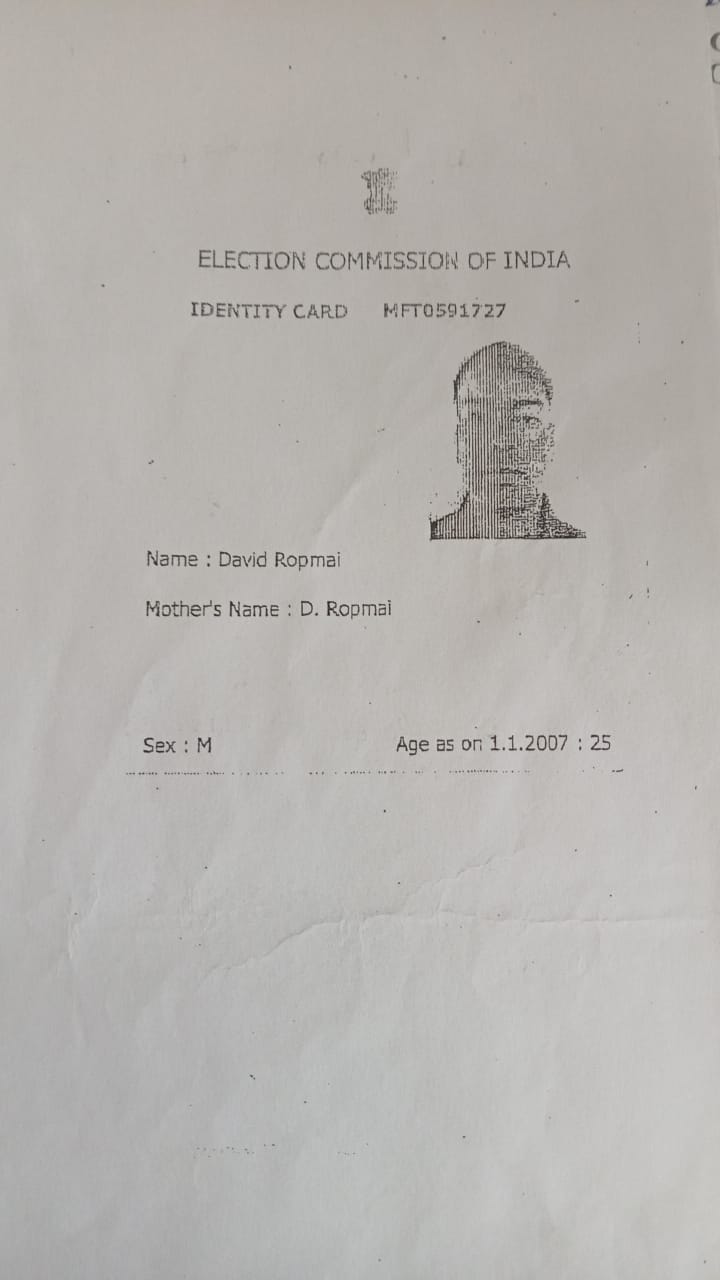 ELECTION COMMISSION OF INDIA
IDENTITY CARD MFT0591727
Name : David Ropmai
Mother's Name : D. Ropmai
Sex : M Age as on 1.1.2007 : 25